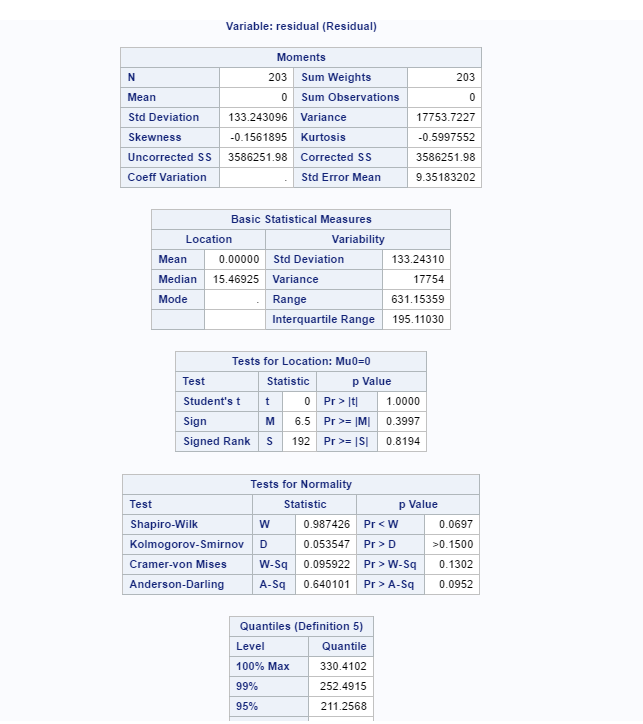 Variable: residual (Residual)
Moments
N 203 Sum Weights 203
Mean 0 Sum Observations 0
Std Deviation 133.243096 Variance 17753.7227
Skewness -0.1561895 Kurtosis -0.5997552
Uncorrected SS 3586251.98 Corrected SS 3586251.98
Coeff Variation . Std Error Mean 9.35183202
Basic Statistical Measures
Location Variability
Mean 0.00000 Std Deviation 133.24310
Median 15.46925 Variance 17754
Mode . Range 631.15359
Interquartile Range 195.11030
Tests for Location: Mu0=0
Test Statistic p Value
Student's t t 0 Pr > |t| 1.0000
Sign M 6.5 Pr >= |M| 0.3997
Signed Rank S 192 Pr >= |S| 0.8194
Tests for Normality
Test Statistic p Value
Shapiro-Wilk W 0.987426 Pr < W 0.0697
Kolmogorov-Smirnov D 0.053547 Pr > D >0.1500
Cramer-von Mises W-Sq 0.095922 Pr > W-Sq 0.1302
Anderson-Darling A-Sq 0.640101 Pr > A-Sq 0.0952
Quantiles (Definition 5)
Level Quantile
100% Max 330.4102
99% 252.4915
95% 211.2568